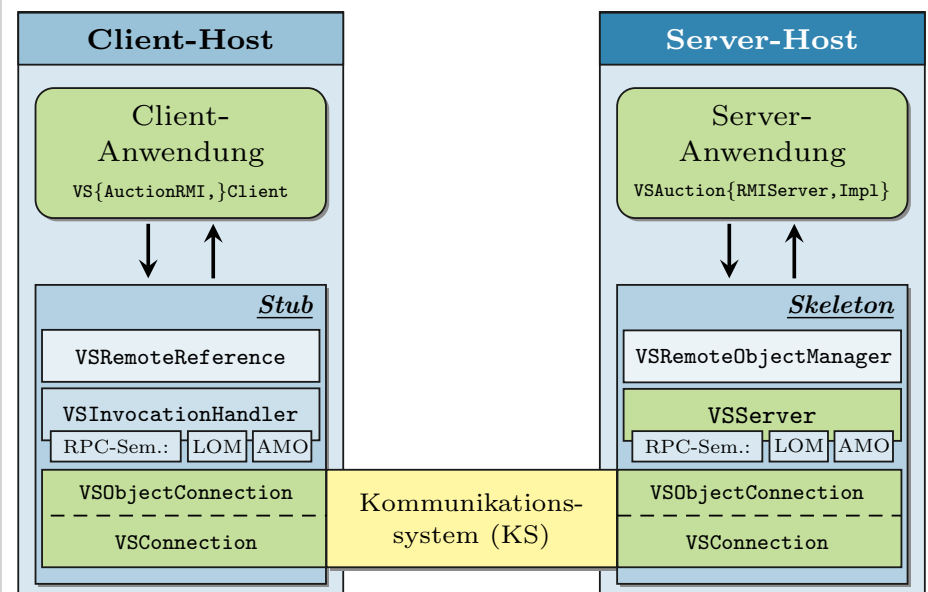 Client-Host
Client-
Anwendung
VS{AuctionRMI,}Client
Stub
VSRemoteReference
VSInvocationHandler
RPC-Sem.: LOM AMO
VSObjectConnection
VSConnection
Kommunikations-
system (KS)
Server-Host
Server-
Anwendung
VSAuction{RMIServer,Impl}
Skeleton
VSRemoteObjectManager
VSServer
RPC-Sem.: LOM AMO
VSObjectConnection
VSConnection